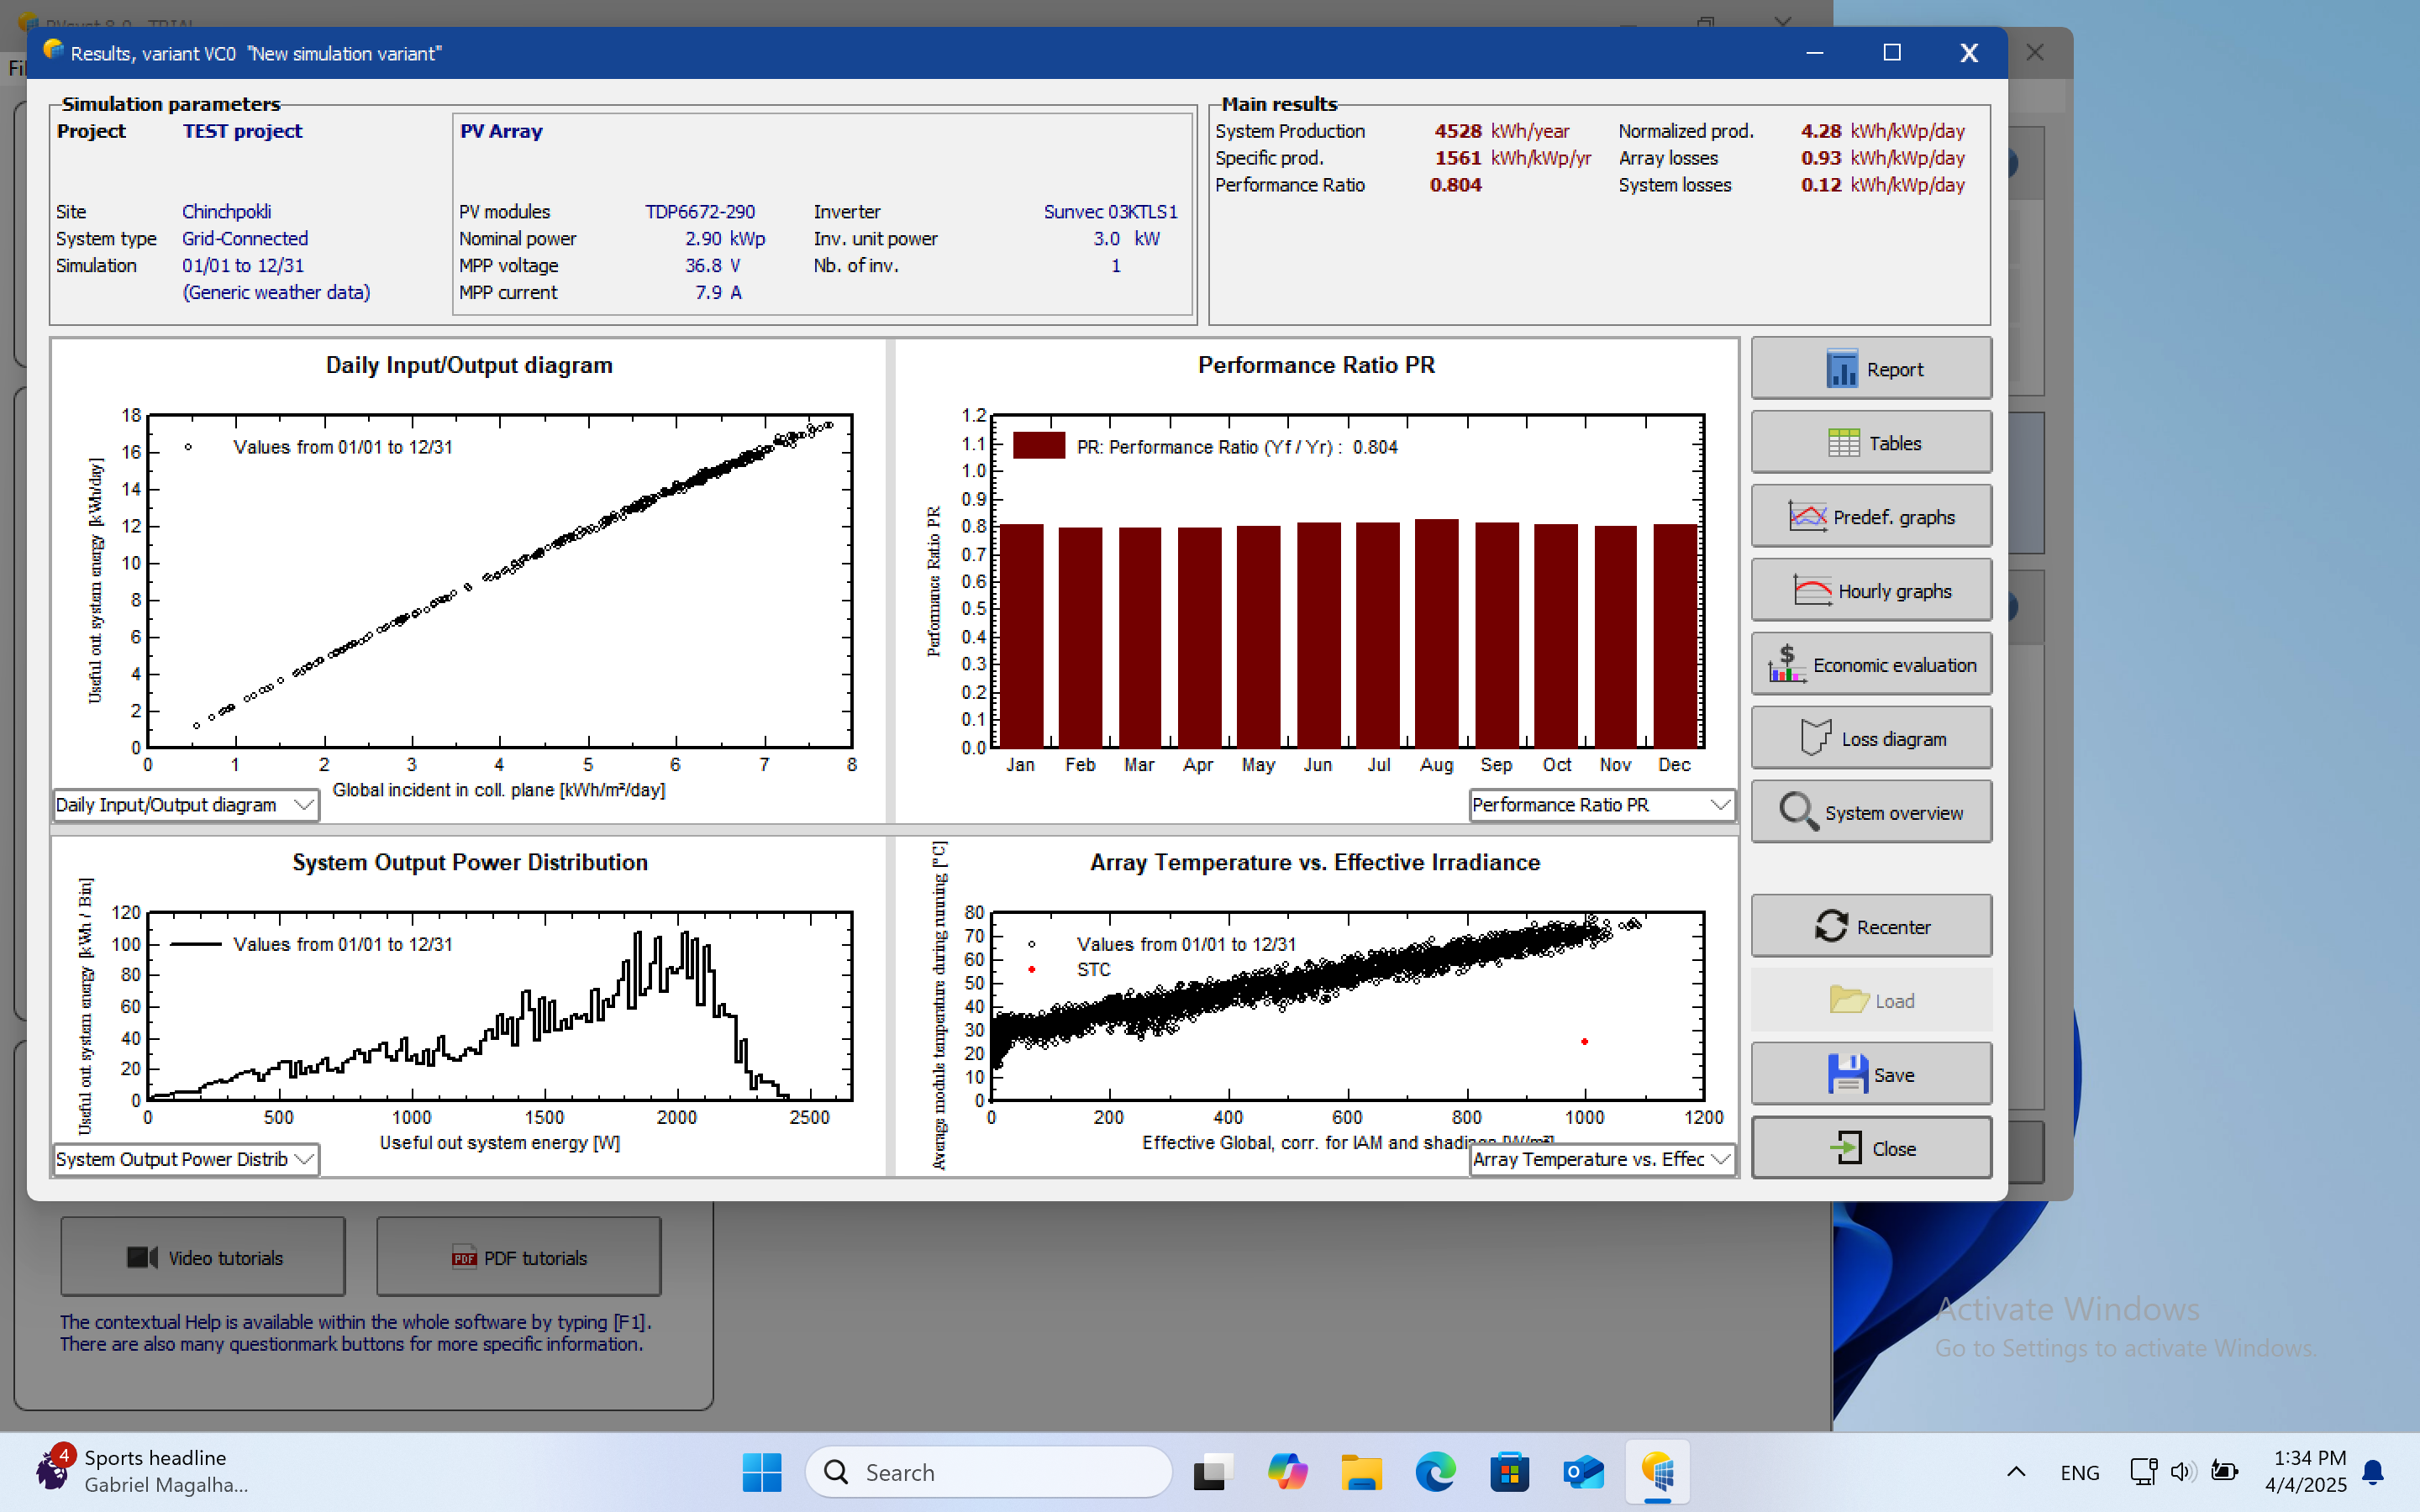 PVsyst 8.0 - TRIAL
Results, variant VC0 "New simulation variant"
Simulation parameters
Project TEST project
Site Chinchpokli
System type Grid-Connected
Simulation 01/01 to 12/31
(Generic weather data)
PV Array
PV modules TDP6672-290 Inverter Sunvec 03KTLS1
Nominal power 2.90 kWp Inv. unit power 3.0 kW
MPP voltage 36.8 V Nb. of inv. 1
MPP current 7.9 A
Main results
System Production 4528 kWh/year Normalized prod. 4.28 kWh/kWp/day
Specific prod. 1561 kWh/kWp/yr Array losses 0.93 kWh/kWp/day
Performance Ratio 0.804 System losses 0.12 kWh/kWp/day
Daily Input/Output diagram
Values from 01/01 to 12/31
Useful out system energy [kWh/day]
18
16
14
12
10
8
6
4
2
0
0 1 2 3 4 5 6 7 8
Global incident in coll. plane [kWh/m²/day]
Daily Input/Output diagram
Performance Ratio PR
PR: Performance Ratio (Yf / Yr) : 0.804
Performance Ratio PR
1.2
1.1
1.0
0.9
0.8
0.7
0.6
0.5
0.4
0.3
0.2
0.1
0.0
Jan Feb Mar Apr May Jun Jul Aug Sep Oct Nov Dec
Performance Ratio PR
System Output Power Distribution
Values from 01/01 to 12/31
Useful out system energy [kWh / Bin]
120
100
80
60
40
20
0
0 500 1000 1500 2000 2500
Useful out system energy [W]
System Output Power Distrib
Array Temperature vs. Effective Irradiance
Values from 01/01 to 12/31
STC
Average module temperature during running [°C]
80
70
60
50
40
30
20
10
0
0 200 400 600 800 1000 1200
Effective Global, corr. for IAM and shadings [W/m²]
Array Temperature vs. Effec
Report
Tables
Predef. graphs
Hourly graphs
Economic evaluation
Loss diagram
System overview
Recenter
Load
Save
Close
Video tutorials
PDF PDF tutorials
The contextual Help is available within the whole software by typing [F1].
There are also many questionmark buttons for more specific information.
Activate Windows
Go to Settings to activate Windows.
4
Sports headline
Gabriel Magalha...
Search
ENG
1:34 PM
4/4/2025